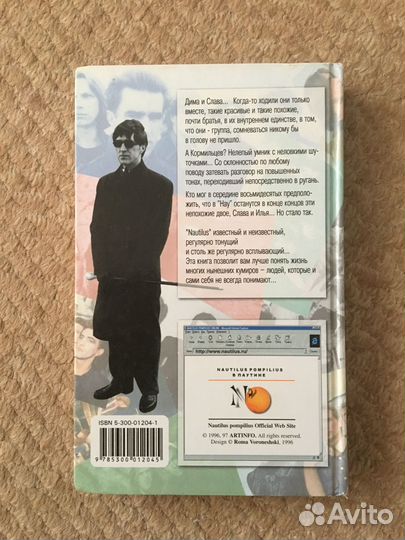 Дима и Слава... Когда-то ходили они только
вместе, такие красивые и такие похожие,
почти братья, в их внутреннем единстве, в том,
что они - группа, сомневаться никому бы
в голову не пришло.
А Кормильцев? Нелепый умник с неловкими шу-
точками... Со склонностью по любому
поводу затевать разговор на повышенных
тонах, переходивший непосредственно в ругань.
Кто мог в середине восьмидесятых предполо-
жить, что в "Нау" останутся в конце концов эти
непохожие двое, Слава и Илья... Но стало так.
"Nautilus" известный и неизвестный,
регулярно тонущий
и столь же регулярно всплывающий...
Эта книга позволит вам лучше понять жизнь
многих нынешних кумиров – людей, которые и
сами себя не всегда понимают...
http://www.nautilus.ru/
NAUTILUS POMPILIUS
В ПАУТИНЕ
Nautilus pompilius Official Web Site
© 1996, 97 ARTINFO. All rights reserved.
Design © Roma Voroneshski, 1996
ISBN 5-300-01204-1
9 785300 012045
Avito